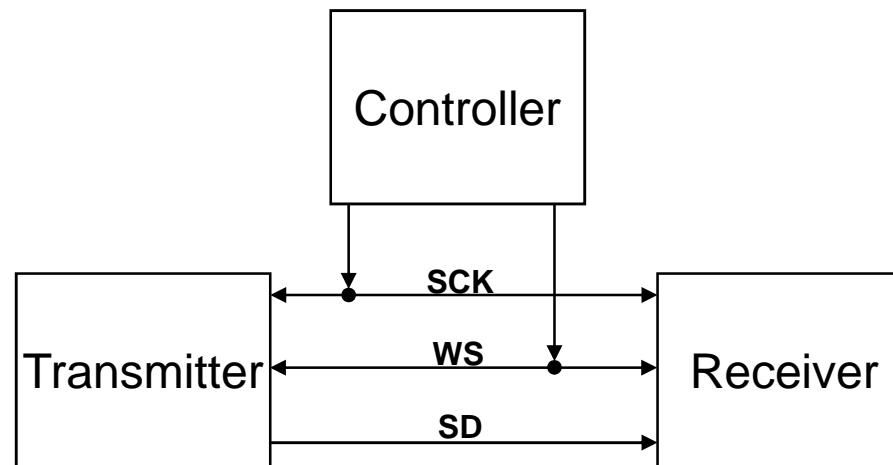 Controller
SCK
Transmitter
WS
Receiver
SD